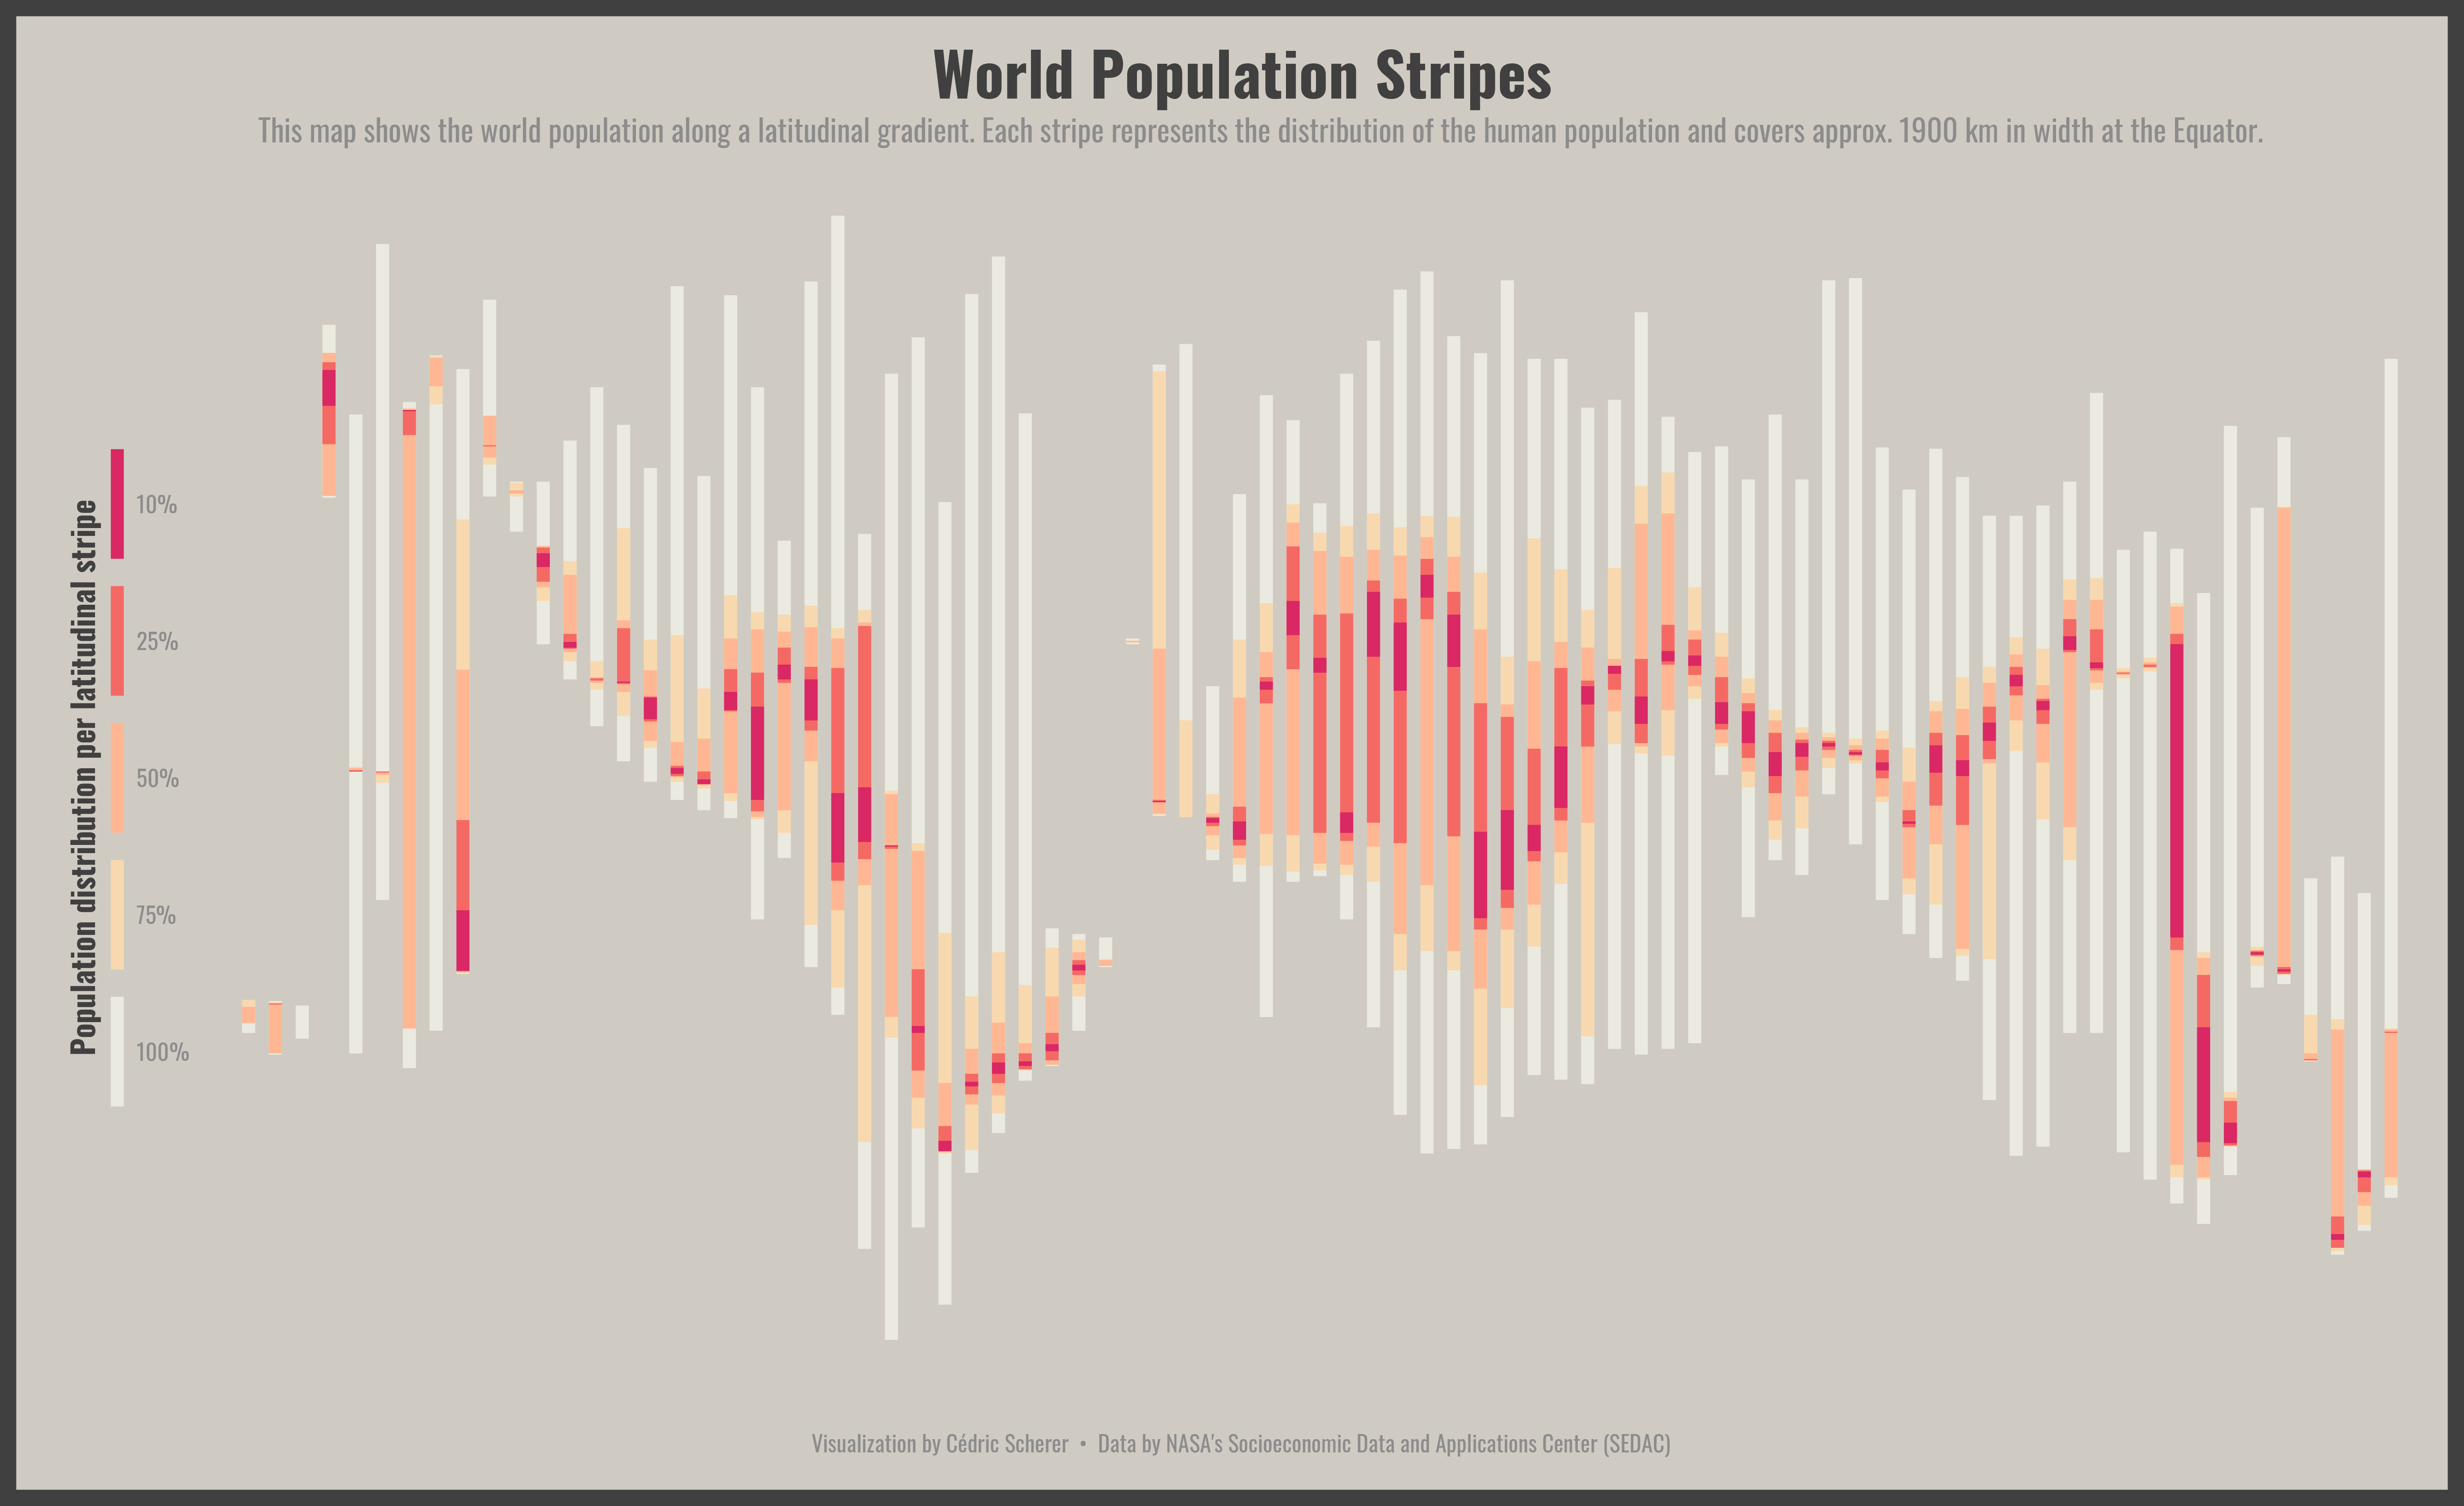 World Population Stripes
This map shows the world population along a latitudinal gradient. Each stripe represents the distribution of the human population and covers approx. 1900 km in width at the Equator.
Population distribution per latitudinal stripe
10%
25%
50%
75%
100%
Visualization by Cédric Scherer • Data by NASA's Socioeconomic Data and Applications Center (SEDAC)